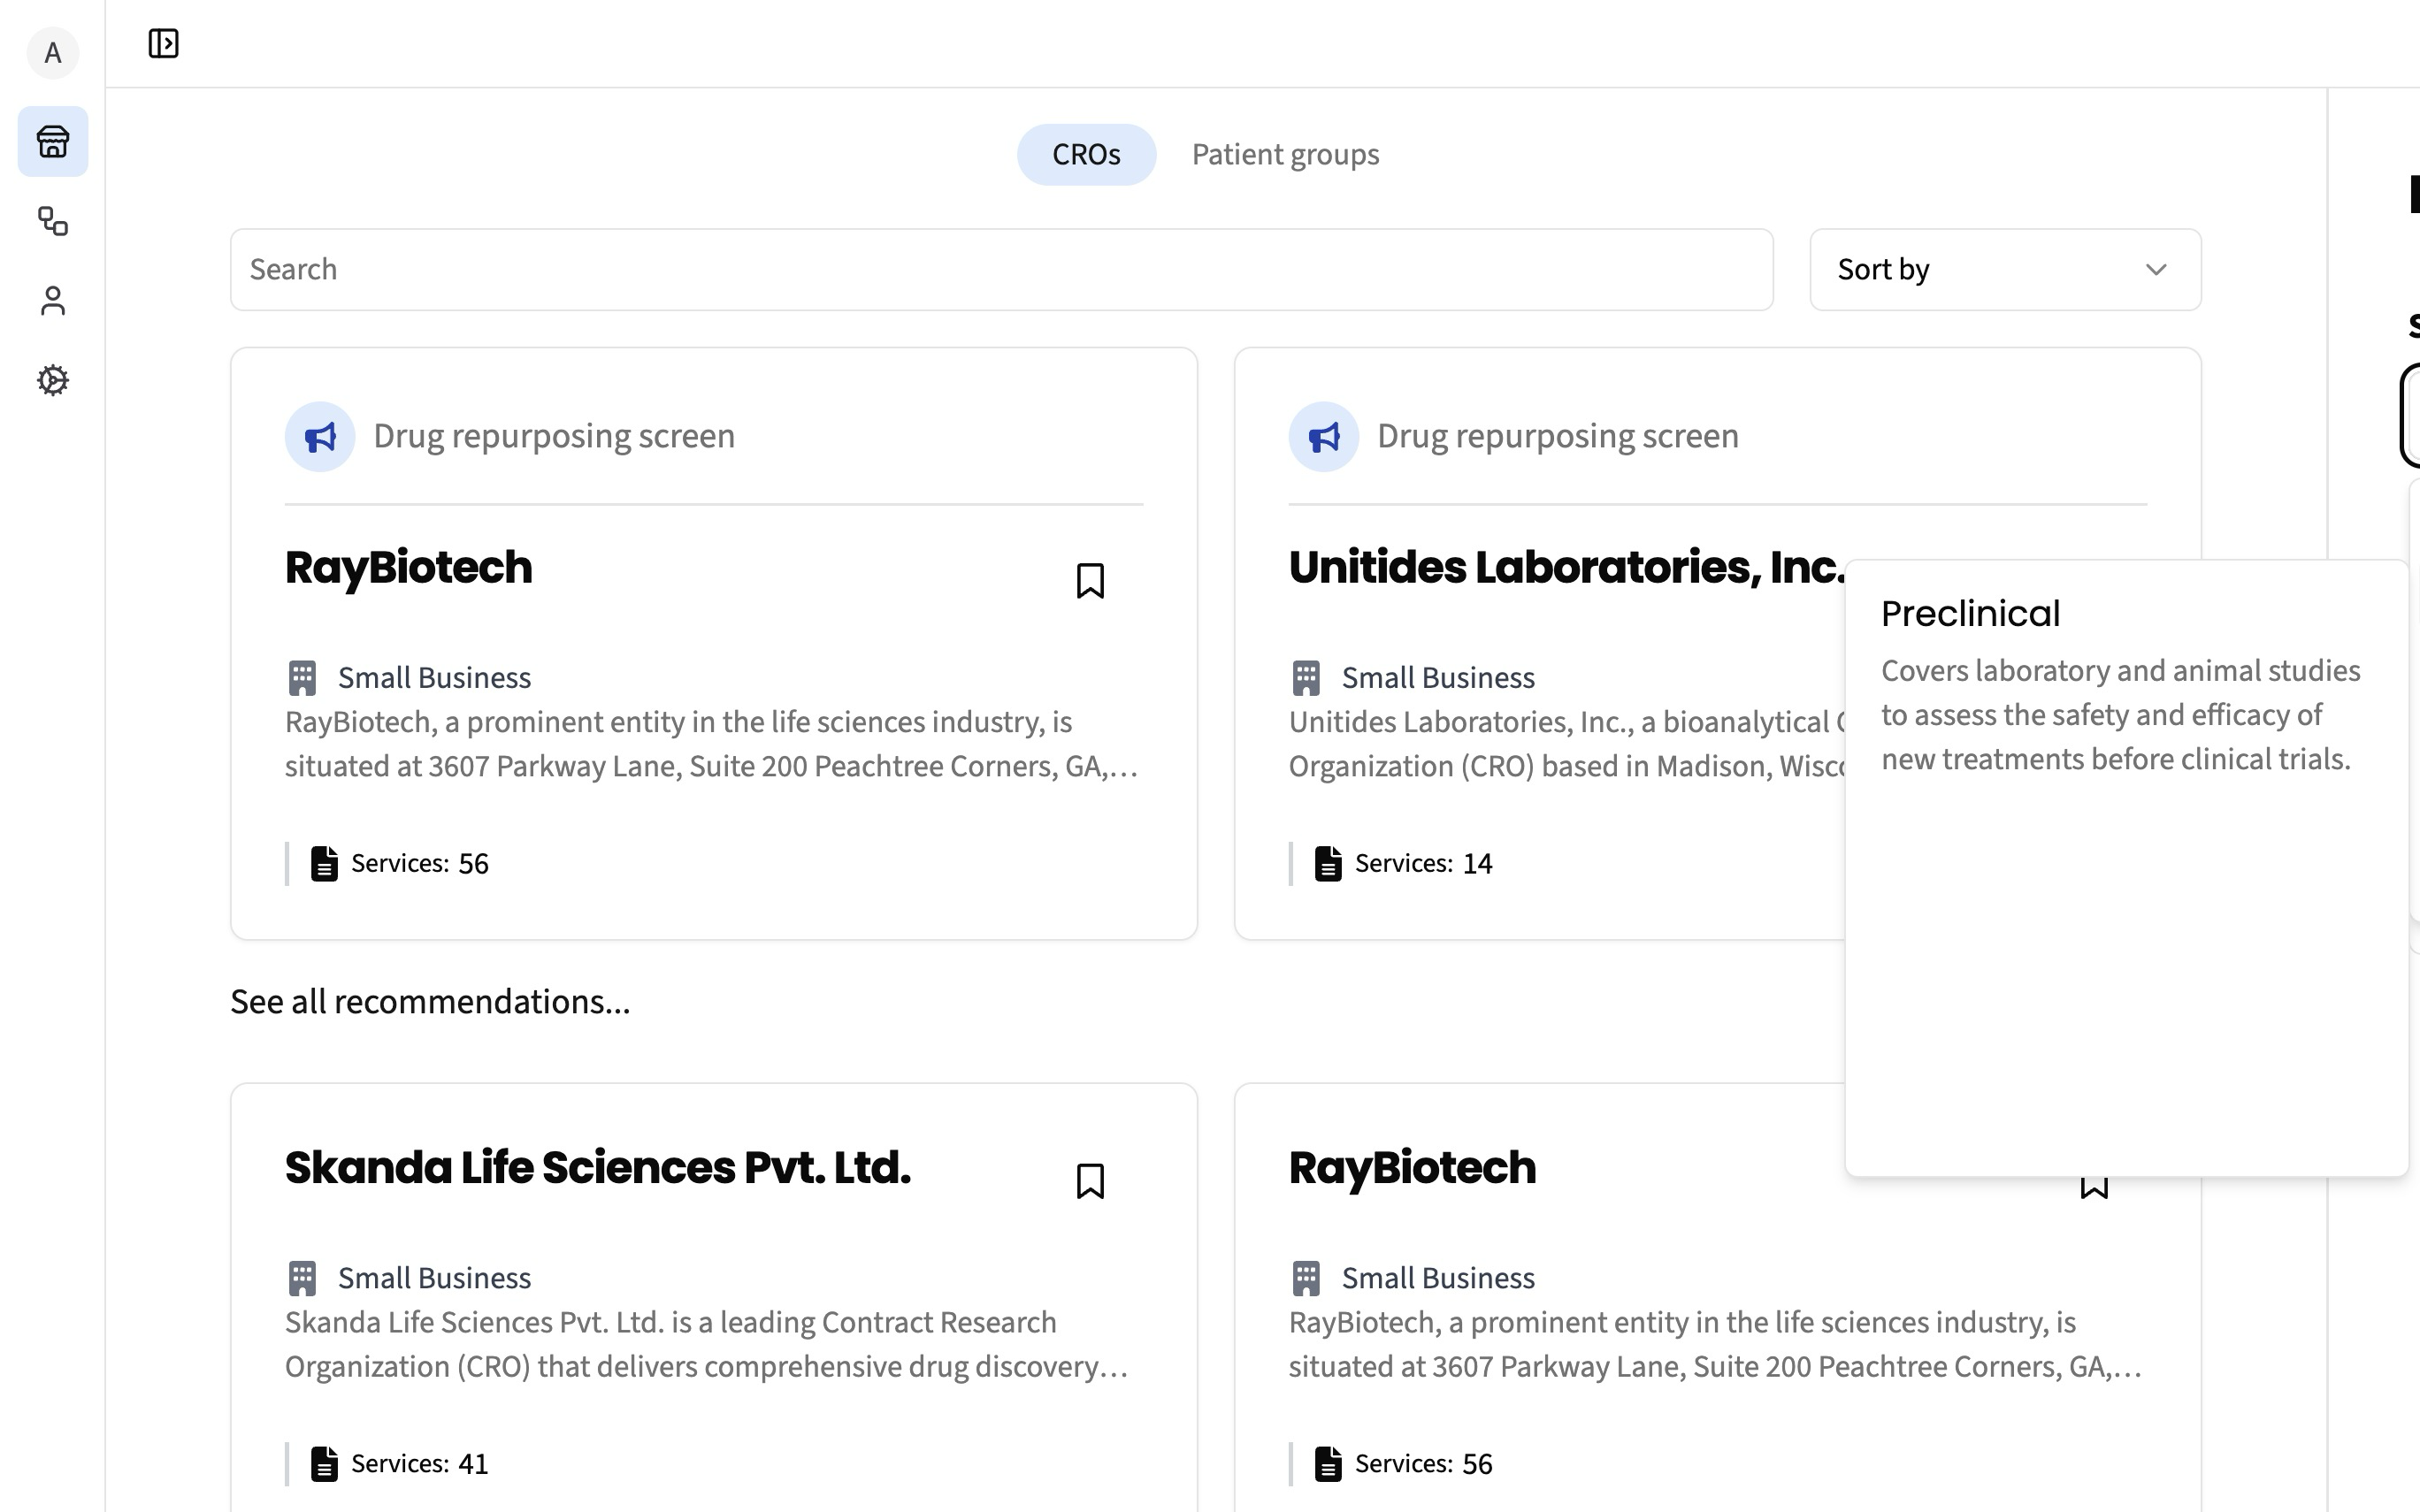 A
CROs
Patient groups
Search
Sort by
Drug repurposing screen
RayBiotech
Small Business
RayBiotech, a prominent entity in the life sciences industry, is
situated at 3607 Parkway Lane, Suite 200 Peachtree Corners, GA,...
Services: 56
Drug repurposing screen
Unitides Laboratories, Inc.
Small Business
Unitides Laboratories, Inc., a bioanalytical
Organization (CRO) based in Madison,
Services: 14
Preclinical
Covers laboratory and animal studies
to assess the safety and efficacy of
new treatments before clinical trials.
See all recommendations...
Skanda Life Sciences Pvt. Ltd.
Small Business
Skanda Life Sciences Pvt. Ltd. is a leading Contract Research
Organization (CRO) that delivers comprehensive drug discovery...
Services: 41
RayBiotech
Small Business
RayBiotech, a prominent entity in the life sciences industry, is
situated at 3607 Parkway Lane, Suite 200 Peachtree Corners, GA,...
Services: 56